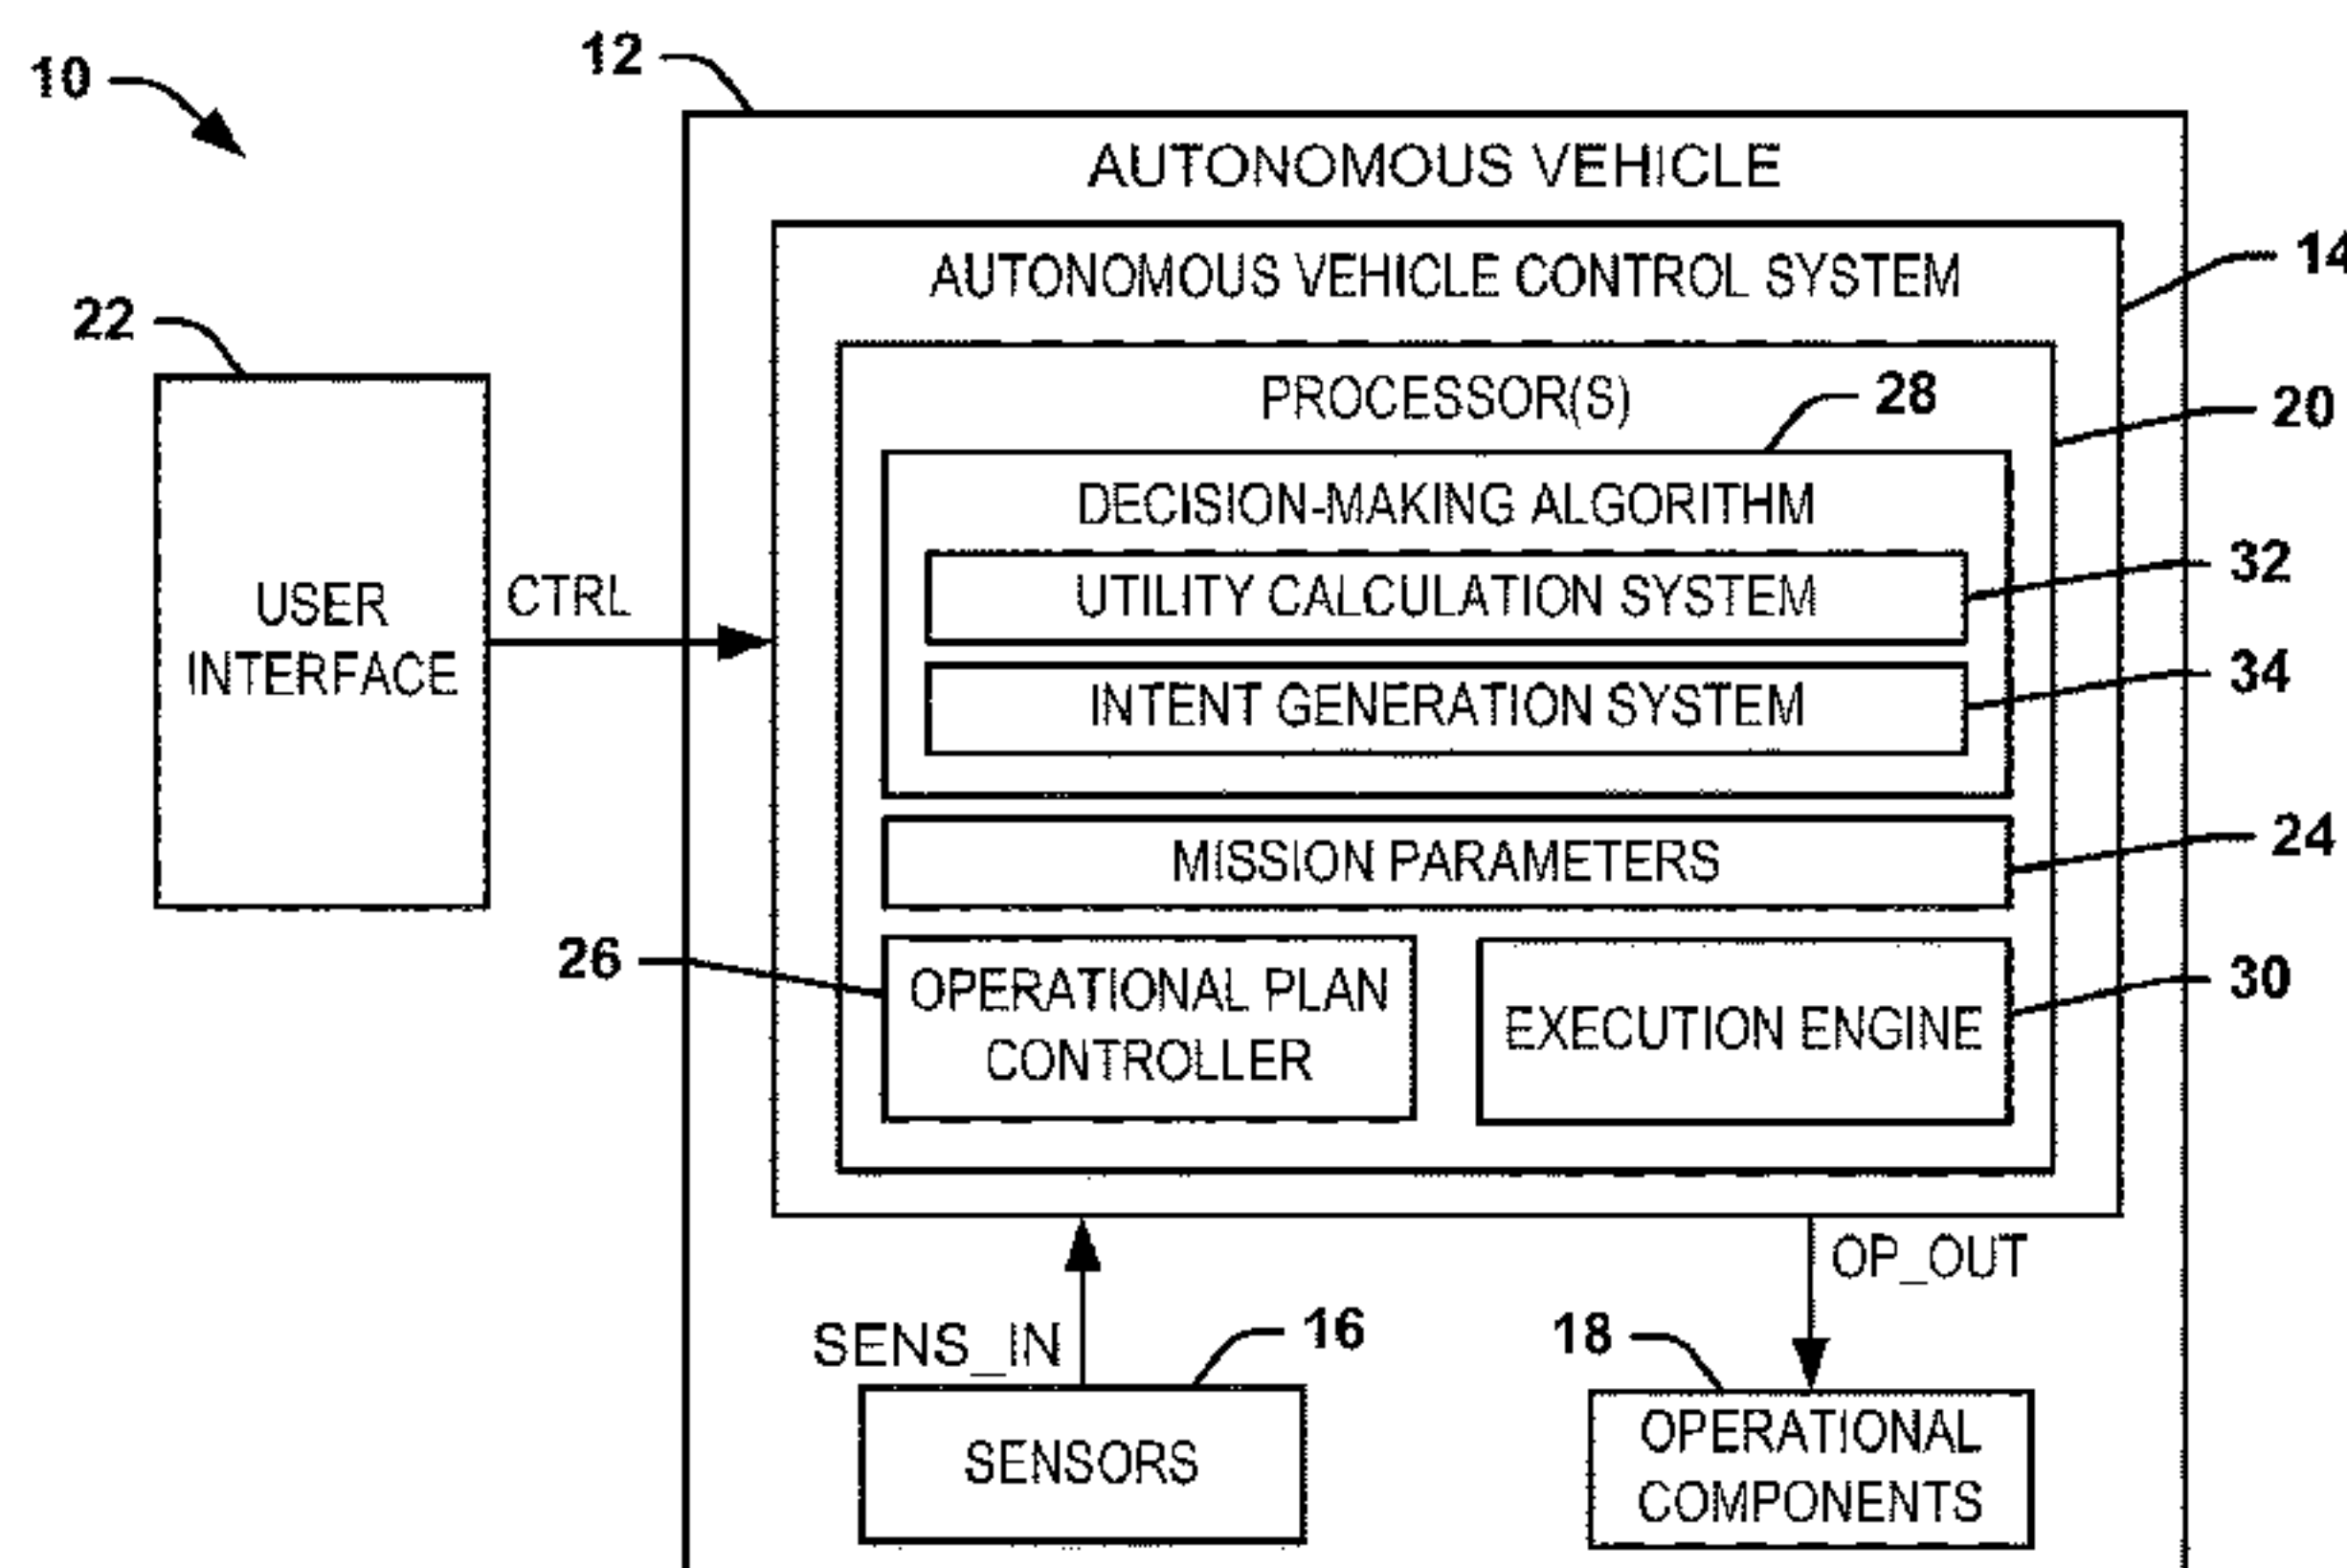 10
12
AUTONOMOUS VEHICLE
AUTONOMOUS VEHICLE CONTROL SYSTEM
14
22
PROCESSOR(S)
28
20
DECISION-MAKING ALGORITHM
UTILITY CALCULATION SYSTEM
32
USER
INTERFACE
CTRL
INTENT GENERATION SYSTEM
34
MISSION PARAMETERS
24
26
OPERATIONAL PLAN
CONTROLLER
EXECUTION ENGINE
30
OP_OUT
SENS_IN
16
18
SENSORS
OPERATIONAL
COMPONENTS